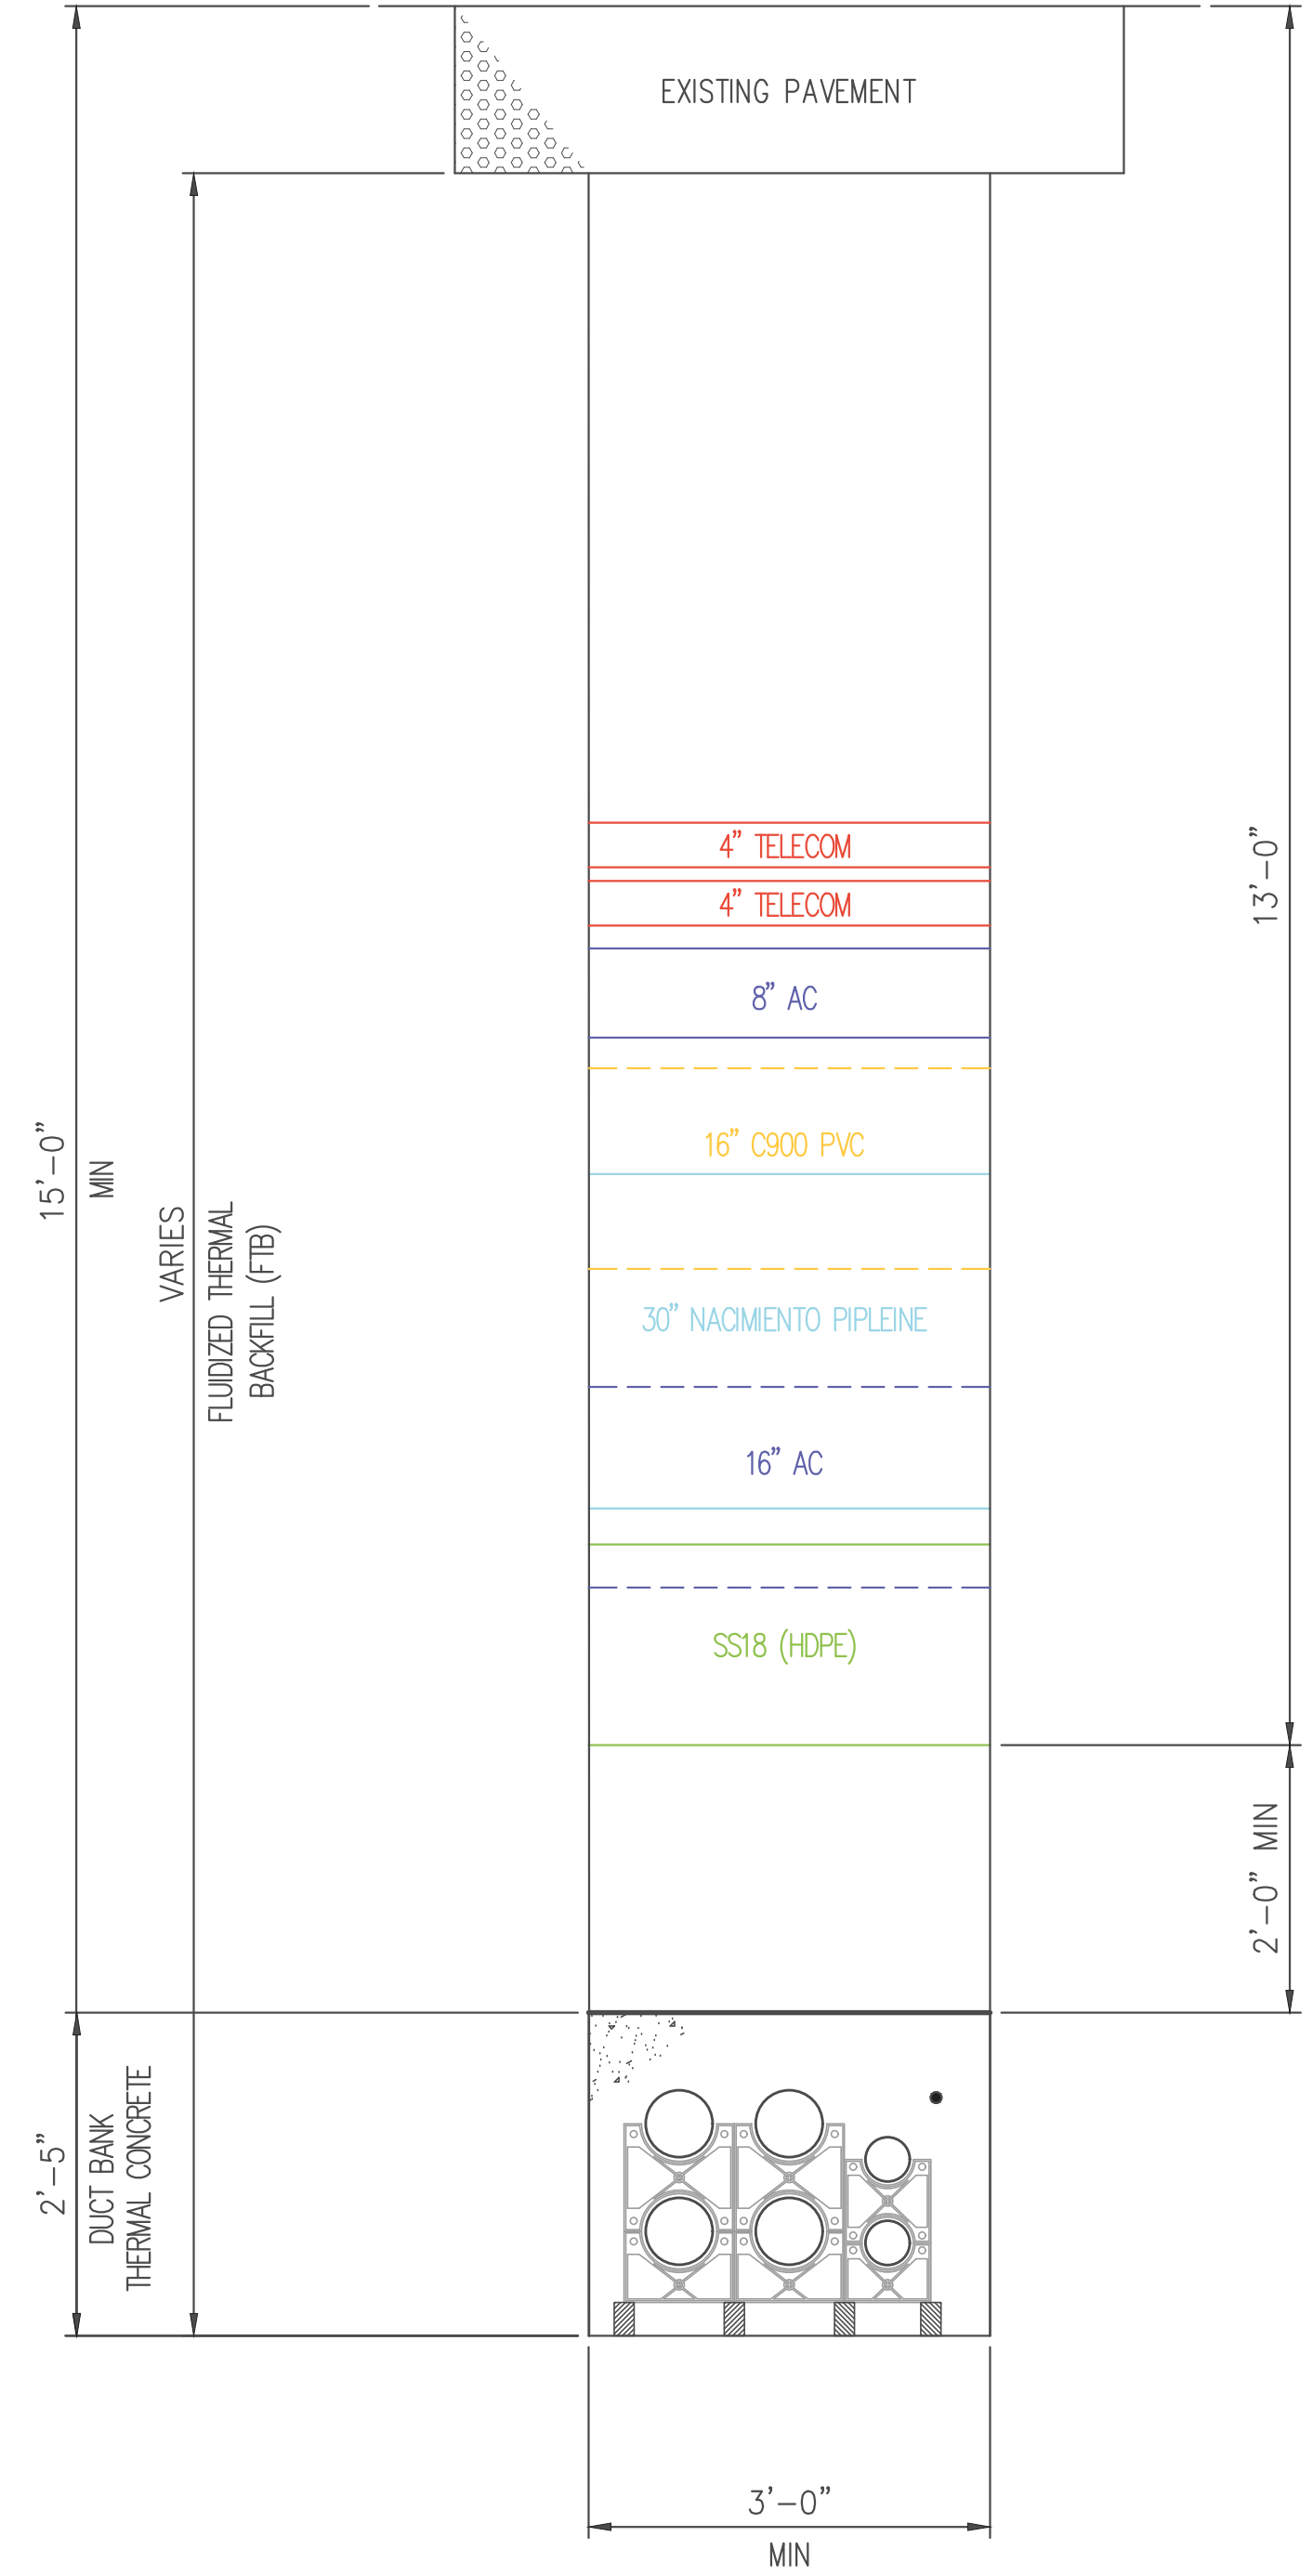 EXISTING PAVEMENT
4” TELECOM
4” TELECOM
8” AC
16” C900 PVC
30” NACIMIENTO PIPLEINE
16” AC
SS18 (HDPE)
15’-0”
MIN
VARIES
FLUIDIZED THERMAL
BACKFILL (FTB)
13’-0”
2’-0” MIN
2’-5”
DUCT BANK
THERMAL CONCRETE
3’-0”
MIN